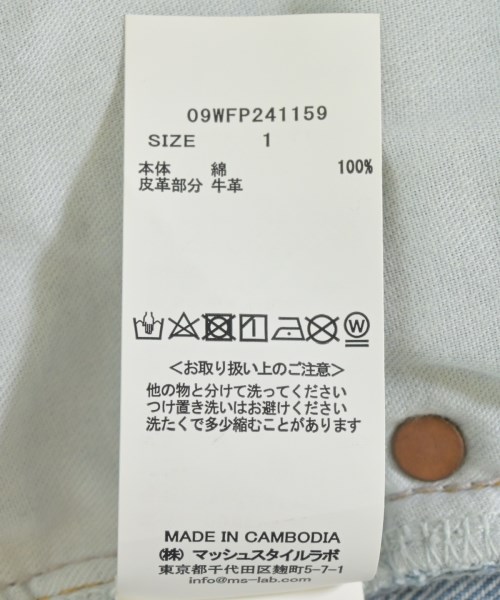 09WFP241159
SIZE 1
本体 綿 100%
皮革部分 牛革
W
<お取り扱い上のご注意>
他の物と分けて洗ってください
つけ置き洗いはお避けください
洗たくで多少縮むことがあります
MADE IN CAMBODIA
(株) マッシュスタイルラボ
東京都千代田区麹町5-7-1
info@ms-lab.com